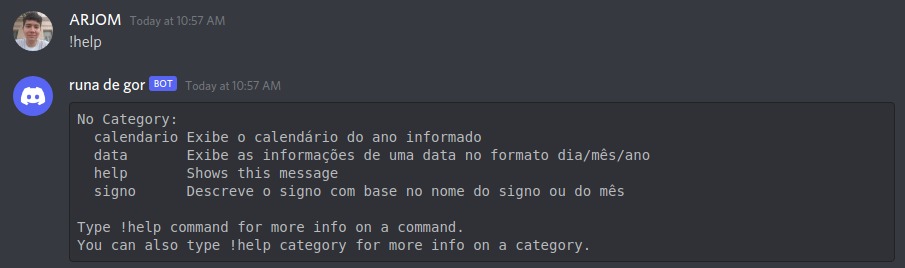 ARJOM Today at 10:57 AM
!help
runa de gor BOT Today at 10:57 AM
No Category:
calendario Exibe o calendário do ano informado
data Exibe as informações de uma data no formato dia/mês/ano
help Shows this message
signo Descreve o signo com base no nome do signo ou do mês
Type !help command for more info on a command.
You can also type !help category for more info on a category.